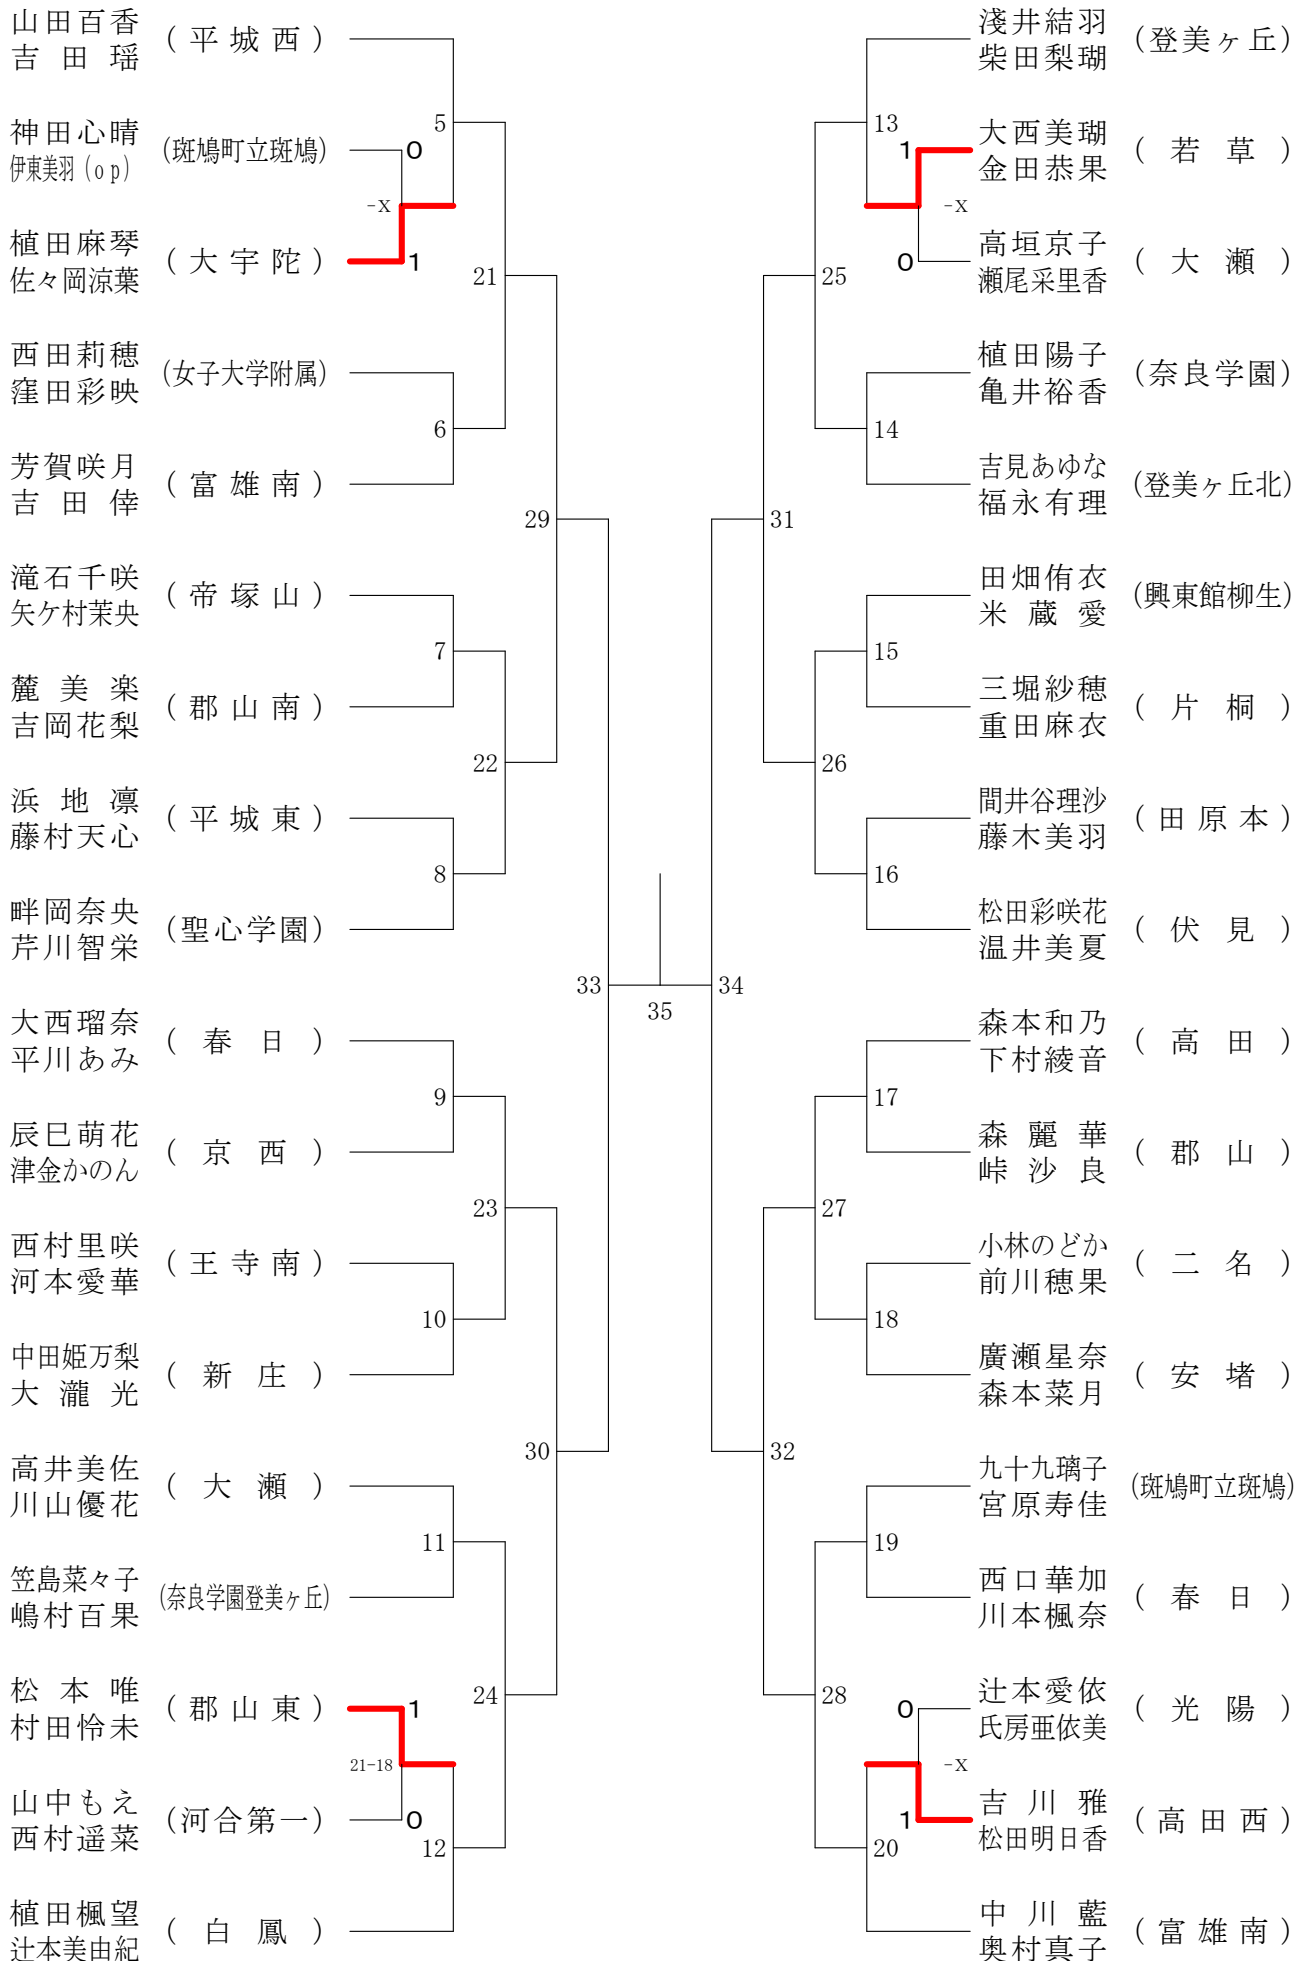 山田百香
吉田瑶
(平城西)
神田心晴
伊東美羽(op)
(斑鳩町立斑鳩)
0
-X
植田麻琴
佐々岡涼葉
(大宇陀)
1
5
西田莉穂
窪田彩映
(女子大学附属)
6
芳賀咲月
吉田倖
(富雄南)
21
滝石千咲
矢ケ村茉央
(帝塚山)
7
麓美楽
吉岡花梨
(郡山南)
22
浜地凛
藤村天心
(平城東)
8
畔岡奈央
芹川智栄
(聖心学園)
29
大西瑠奈
平川あみ
(春日)
9
辰巳萌花
津金かのん
(京西)
23
西村里咲
河本愛華
(王寺南)
10
中田姫万梨
大瀧光
(新庄)
30
高井美佐
川山優花
(大瀬)
11
笠島菜々子
嶋村百果
(奈良学園登美ヶ丘)
24
松本唯
村田怜未
(郡山東)
1
21-18
山中もえ
西村遥菜
(河合第一)
0
12
植田楓望
辻本美由紀
(白鳳)
33
35
34
淺井結羽
柴田梨瑚
(登美ヶ丘)
13
大西美瑚
金田恭果
(若草)
1
-X
高垣京子
瀬尾采里香
(大瀬)
0
25
植田陽子
亀井裕香
(奈良学園)
14
吉見あゆな
福永有理
(登美ヶ丘北)
31
田畑侑衣
米蔵愛
(興東館柳生)
15
三堀紗穂
重田麻衣
(片桐)
26
間井谷理沙
藤木美羽
(田原本)
16
松田彩咲花
温井美夏
(伏見)
森本和乃
下村綾音
(高田)
17
森麗華
峠沙良
(郡山)
27
小林のどか
前川穂果
(二名)
18
廣瀬星奈
森本菜月
(安堵)
32
九十九璃子
宮原寿佳
(斑鳩町立斑鳩)
19
西口華加
川本楓奈
(春日)
28
辻本愛依
氏房亜依美
(光陽)
0
-X
吉川雅
松田明日香
(高田西)
1
20
中川藍
奥村真子
(富雄南)